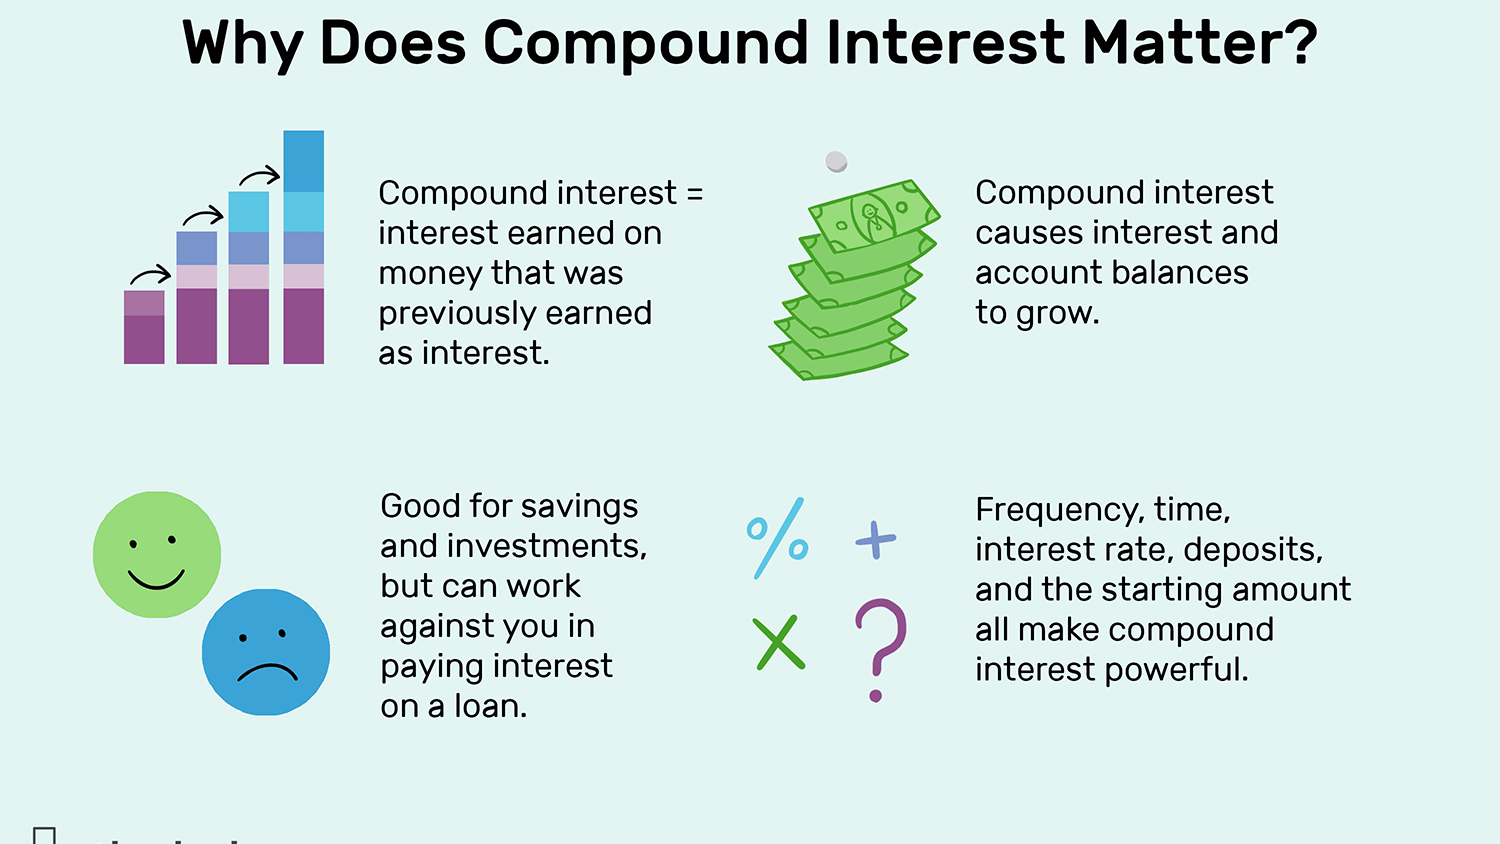 Why Does Compound Interest Matter?
Compound interest =
interest earned on
money that was
previously earned
as interest.
Compound interest
causes interest and
account balances
to grow.
Good for savings
and investments,
but can work
against you in
paying interest
on a loan.
Frequency, time,
interest rate, deposits,
and the starting amount
all make compound
interest powerful.
% +
× ?